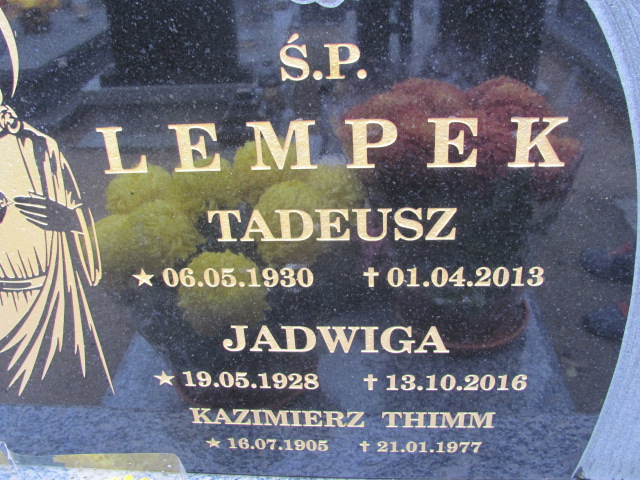 Ś.P.
LEMPEK
TADEUSZ
★ 06.05.1930 ✝ 01.04.2013
JADWIGA
★ 19.05.1928 ✝ 13.10.2016
KAZIMIERZ THIMM
★ 16.07.1905 ✝ 21.01.1977